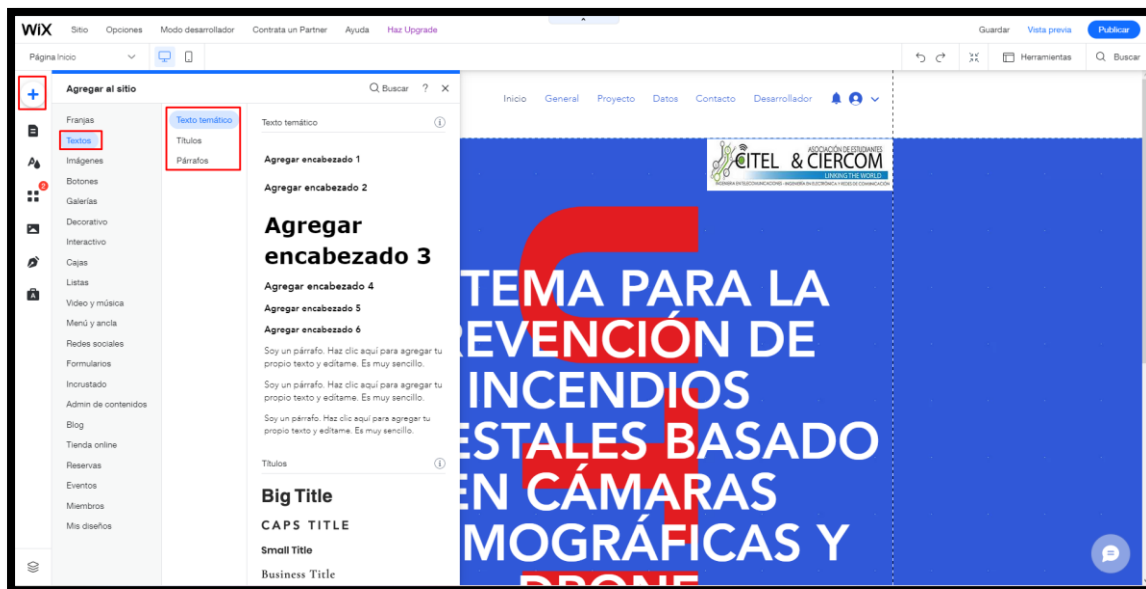 WiX Sitio Opciones Modo desarrollador Contrata un Partner Ayuda Haz Upgrade Guardar Vista previa Publicar
Página Inicio Herramientas Buscar
Agregar al sitio Buscar ? ×
Inicio General Proyecto Datos Contacto Desarrollador
Franjas
Textos
Imágenes
Botones
Galerías
Decorativo
Interactivo
Cajas
Listas
Video y música
Menú y ancla
Redes sociales
Formularios
Incrustado
Admin de contenidos
Blog
Tienda online
Reservas
Eventos
Miembros
Mis diseños
2
Texto temático
Títulos
Párrafos
Texto temático
Agregar encabezado 1
Agregar encabezado 2
Agregar
encabezado 3
Agregar encabezado 4
Agregar encabezado 5
Agregar encabezado 6
Soy un párrafo. Haz clic aquí para agregar tu
propio texto y edítame. Es muy sencillo.
Soy un párrafo. Haz clic aquí para agregar tu
propio texto y edítame. Es muy sencillo.
Soy un párrafo. Haz clic aquí para agregar tu
propio texto y edítame. Es muy sencillo.
Títulos
Big Title
CAPS TITLE
Small Title
Business Title
ASOCIACIÓN DE ESTUDIANTES
CITEL & CIERCOM
LINKING THE WORLD
TEMA PARA LA
EVENCIÓN DE
INCENDIOS
ESTALES BASADO
EN CÁMARAS
MOGRÁFICAS Y
DRONE